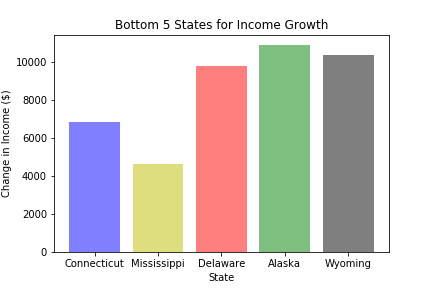 Bottom 5 States for Income Growth
Change in Income ($)
10000
8000
6000
4000
2000
0
Connecticut Mississippi Delaware Alaska Wyoming
State